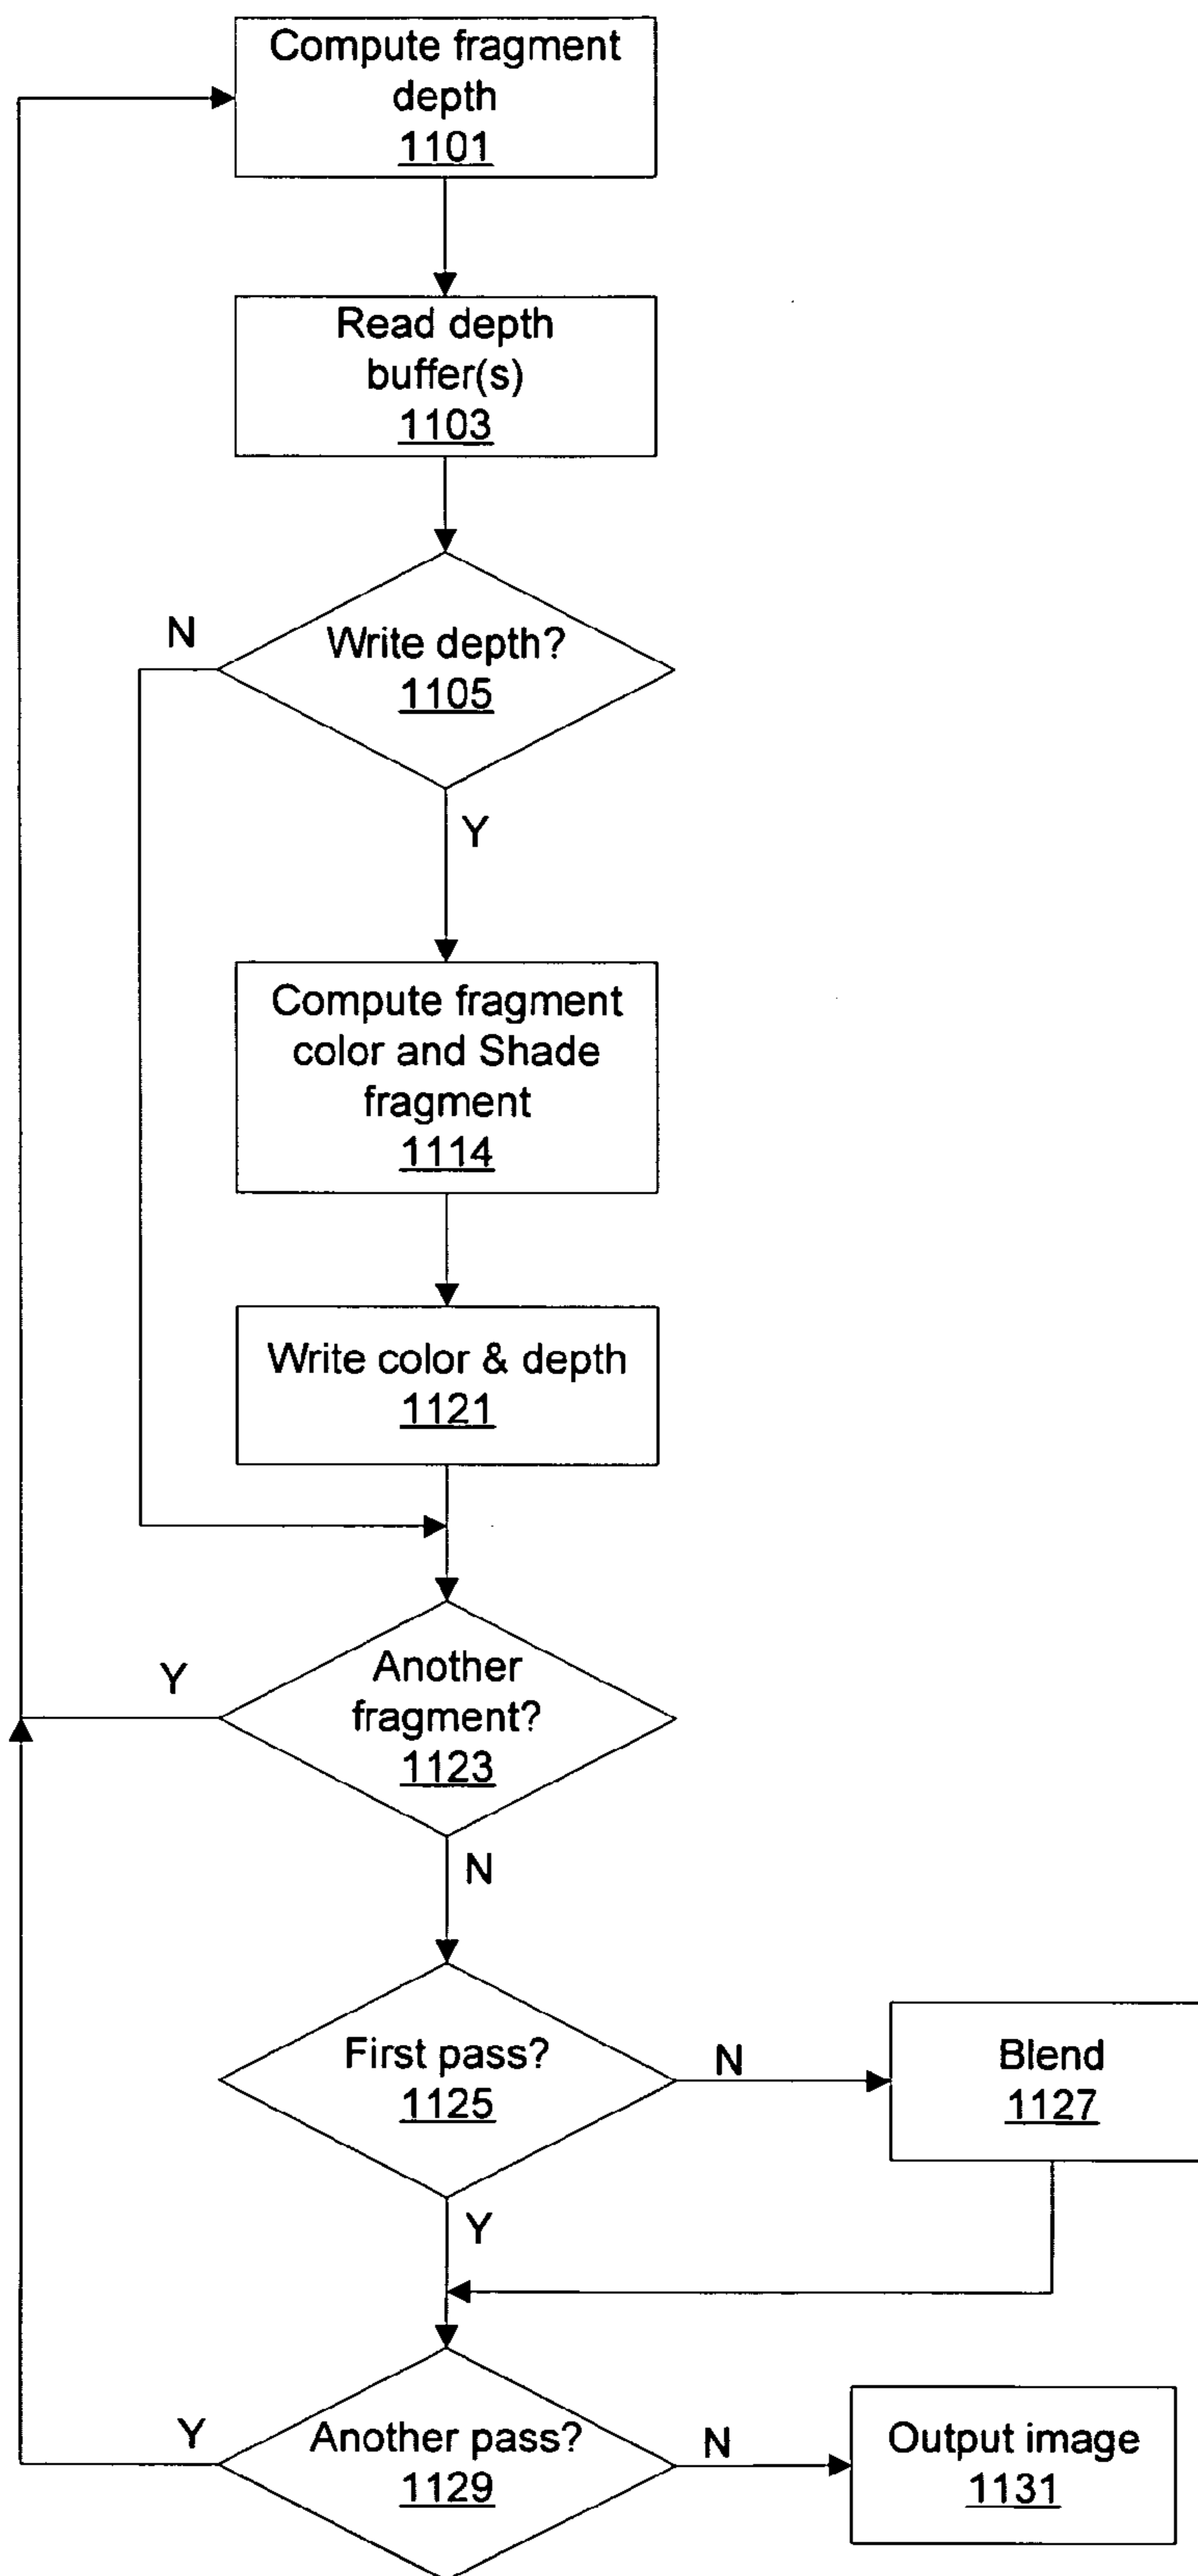 Compute fragment
depth
1101
Read depth
buffer(s)
1103
N
Write depth?
1105
Y
Compute fragment
color and Shade
fragment
1114
Write color & depth
1121
Y
Another
fragment?
1123
N
First pass?
1125
N
Blend
1127
Y
Y
Another pass?
1129
N
Output image
1131